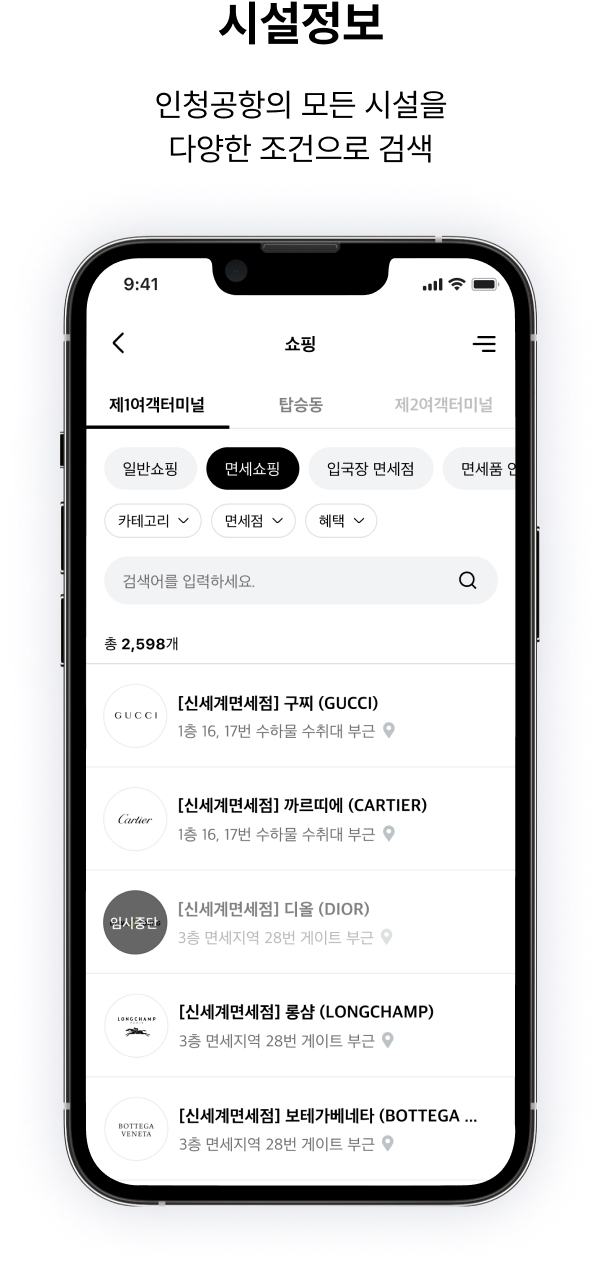 시설정보
인청공항의 모든 시설을
다양한 조건으로 검색
9:41
쇼핑
제1여객터미널 탑승동 제2여객터미널
일반쇼핑 면세쇼핑 입국장 면세점 면세품 인
카테고리 면세점 혜택
검색어를 입력하세요.
총 2,598개
GUCCI
[신세계면세점] 구찌 (GUCCI)
1층 16, 17번 수하물 수취대 부근
Cartier
[신세계면세점] 까르띠에 (CARTIER)
1층 16, 17번 수하물 수취대 부근
임시중단
[신세계면세점] 디올 (DIOR)
3층 면세지역 28번 게이트 부근
LONGCHAMP
[신세계면세점] 롱샴 (LONGCHAMP)
3층 면세지역 28번 게이트 부근
BOTTEGA
VENETA
[신세계면세점] 보테가베네타 (BOTTEGA ...
3층 면세지역 28번 게이트 부근